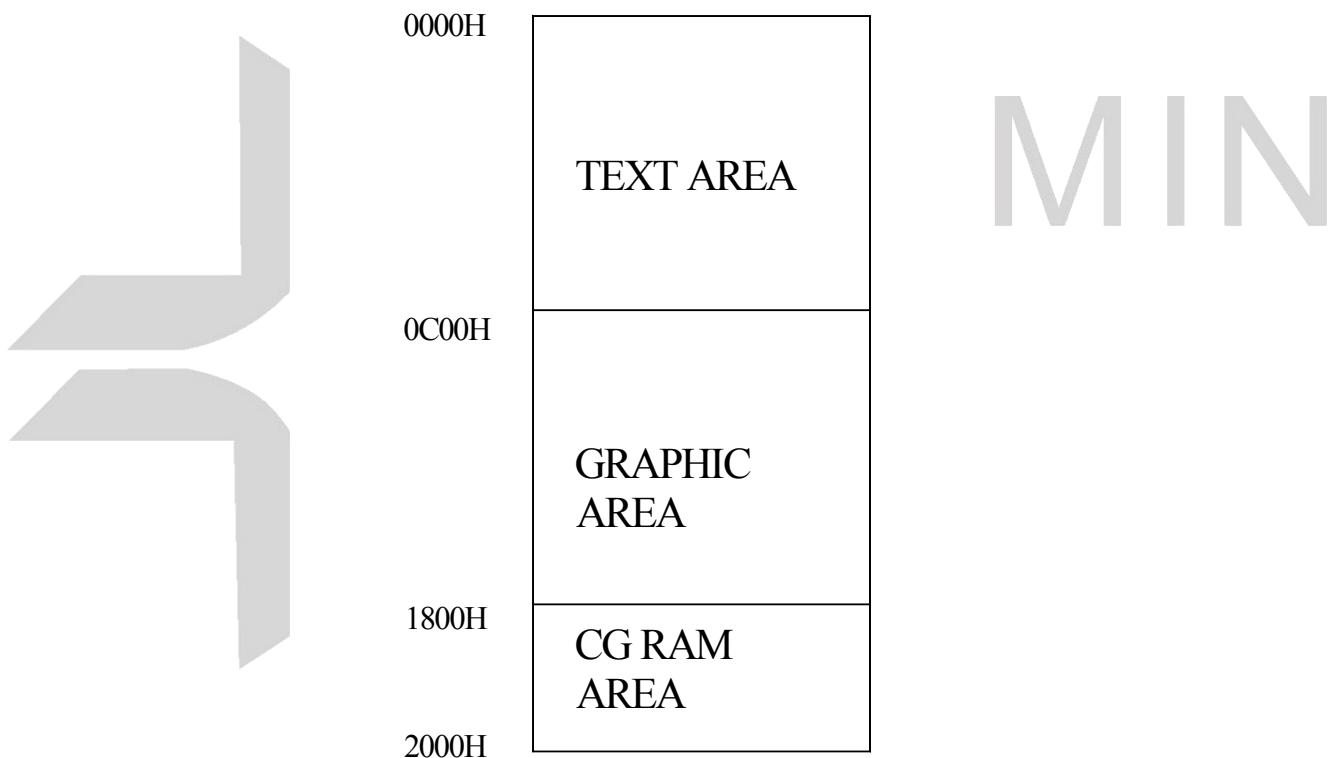 0000H
MIN
TEXT AREA
0C00H
GRAPHIC
AREA
1800H
CG RAM
AREA
2000H